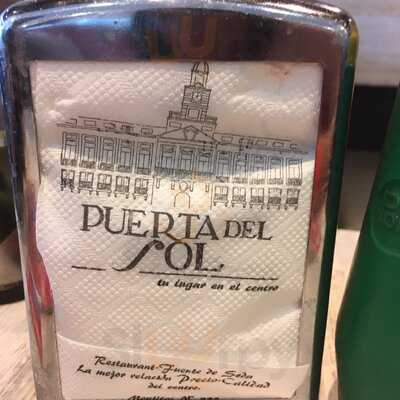 PUERTA DEL
SOL
tu lugar en el centro
Restaurant-Fuente de Soda
La mejor relación Precio-Calidad
del centro.